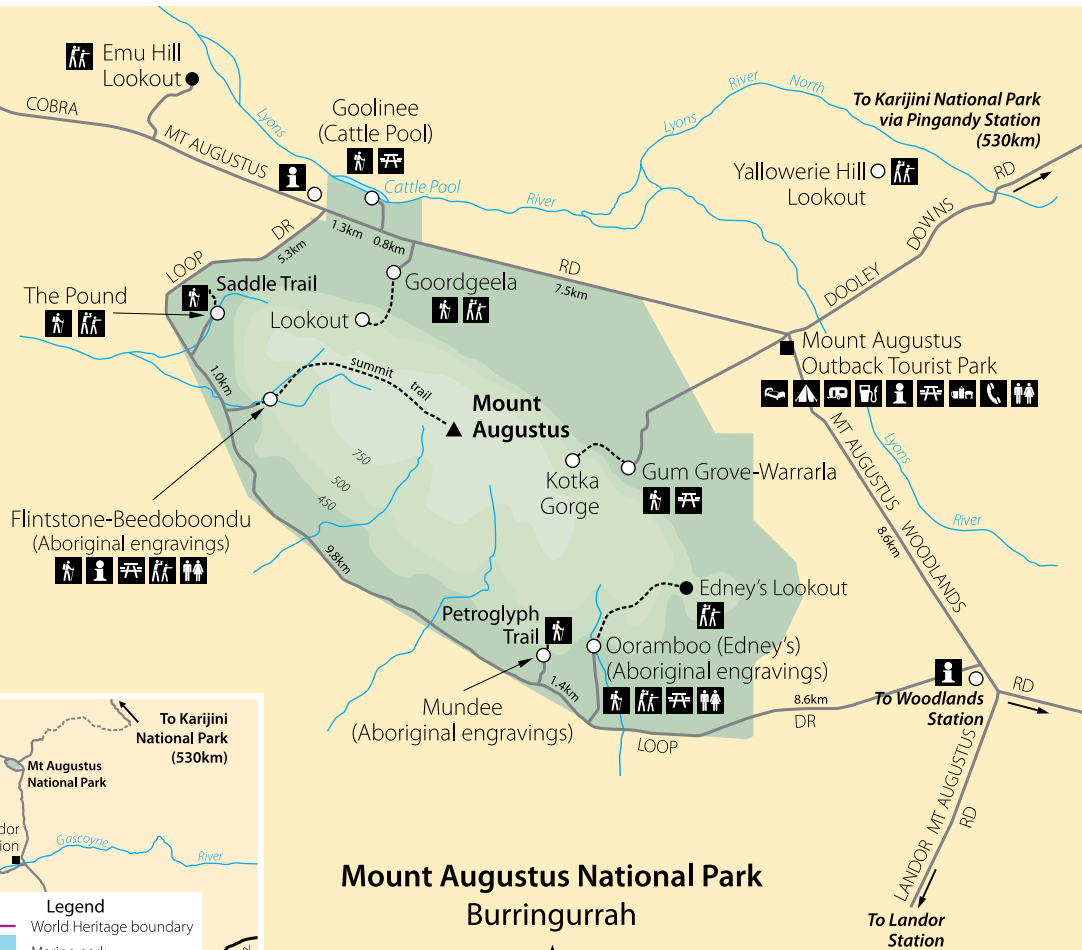 Emu Hill
Lookout
COBRA
MT AUGUSTUS
RD
Lyons
Goolinee
(Cattle Pool)
Cattle Pool
River
Lyons
River
North
To Karijini National Park
via Pingandy Station
(530km)
Yallowerie Hill
Lookout
DOOLEY
DOWNS
RD
LOOP
DR
5.3km
1.3km
0.8km
7.5km
Saddle Trail
The Pound
Goordgeela
Lookout
1.0km
summit
trail
Mount
Augustus
750
500
450
Mount Augustus
Outback Tourist Park
Kotka
Gorge
Gum Grove-Warrarla
Flintstone-Beedoboondu
(Aboriginal engravings)
9.8km
MT AUGUSTUS
WOODLANDS
RD
8.6km
Lyons
River
Edney's Lookout
Petroglyph
Trail
Ooramboo (Edney's)
(Aboriginal engravings)
Mundee
(Aboriginal engravings)
1.4km
LOOP
DR
8.6km
To Woodlands
Station
LANDOR
MT AUGUSTUS
RD
To Landor
Station
To Karijini
National Park
(530km)
Mt Augustus
National Park
Gascoyne
River
Legend
World Heritage boundary
Mount Augustus National Park
Burringurrah